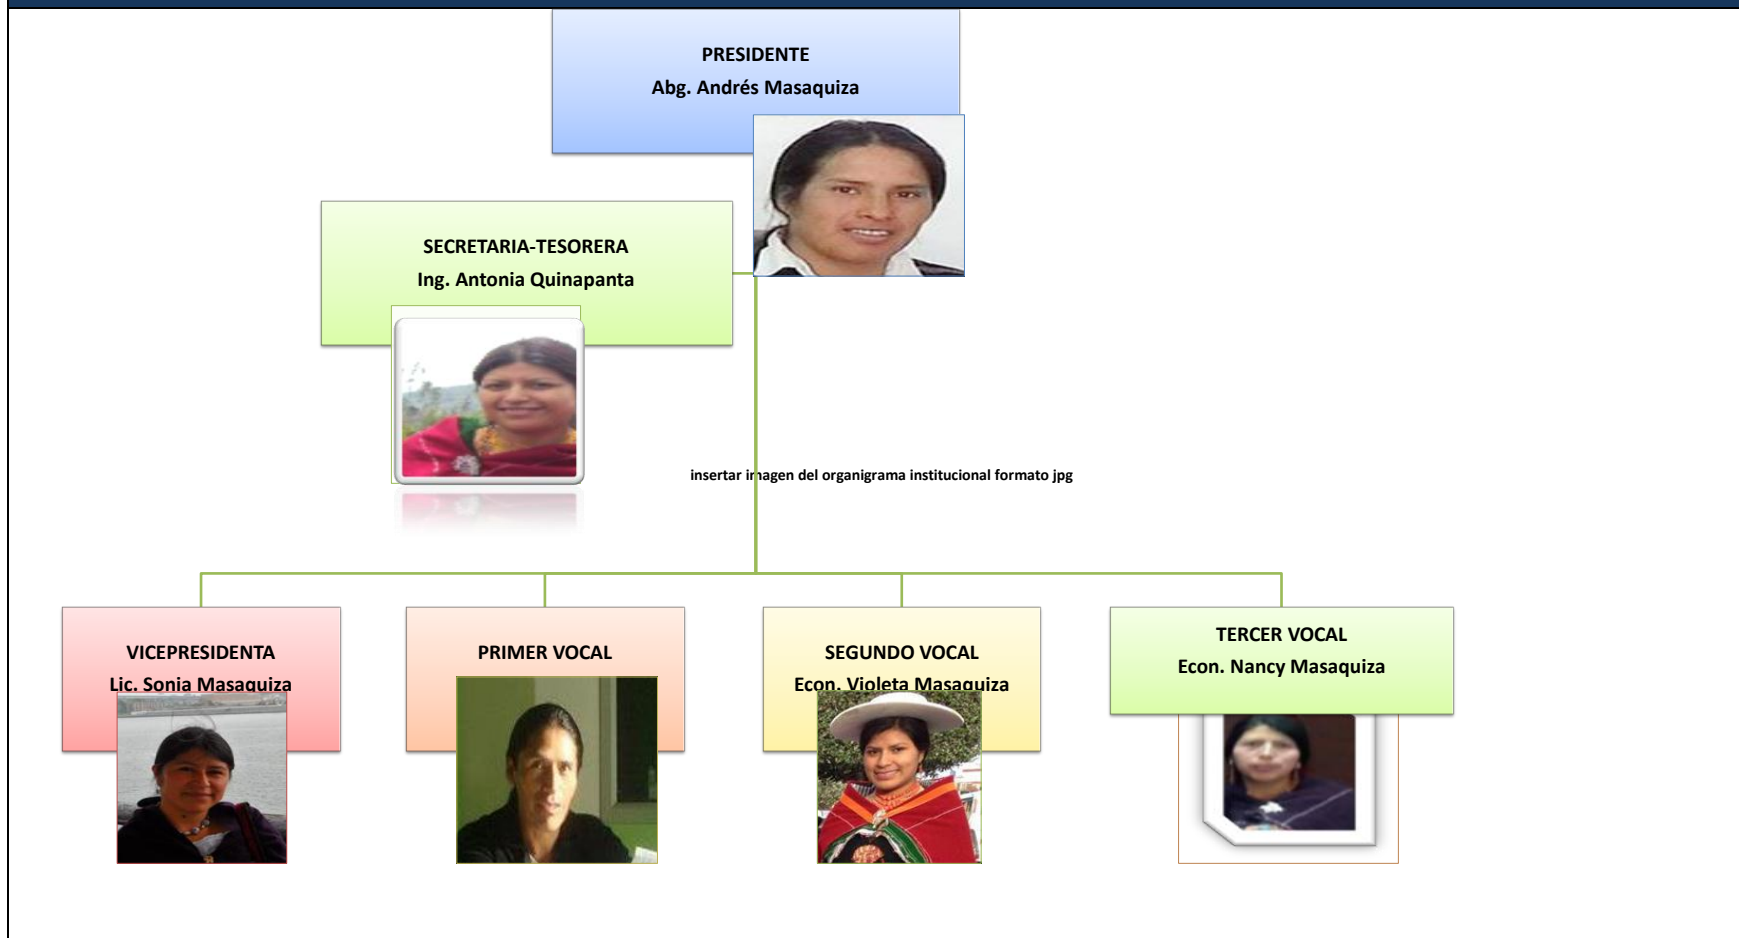 PRESIDENTE
Abg. Andrés Masaquiza
SECRETARIA-TESORERA
Ing. Antonia Quinapanta
insertar imagen del organigrama institucional formato jpg
VICEPRESIDENTA
Lic. Sonia Masaquiza
PRIMER VOCAL
SEGUNDO VOCAL
Econ. Violeta Masaquiza
TERCER VOCAL
Econ. Nancy Masaquiza